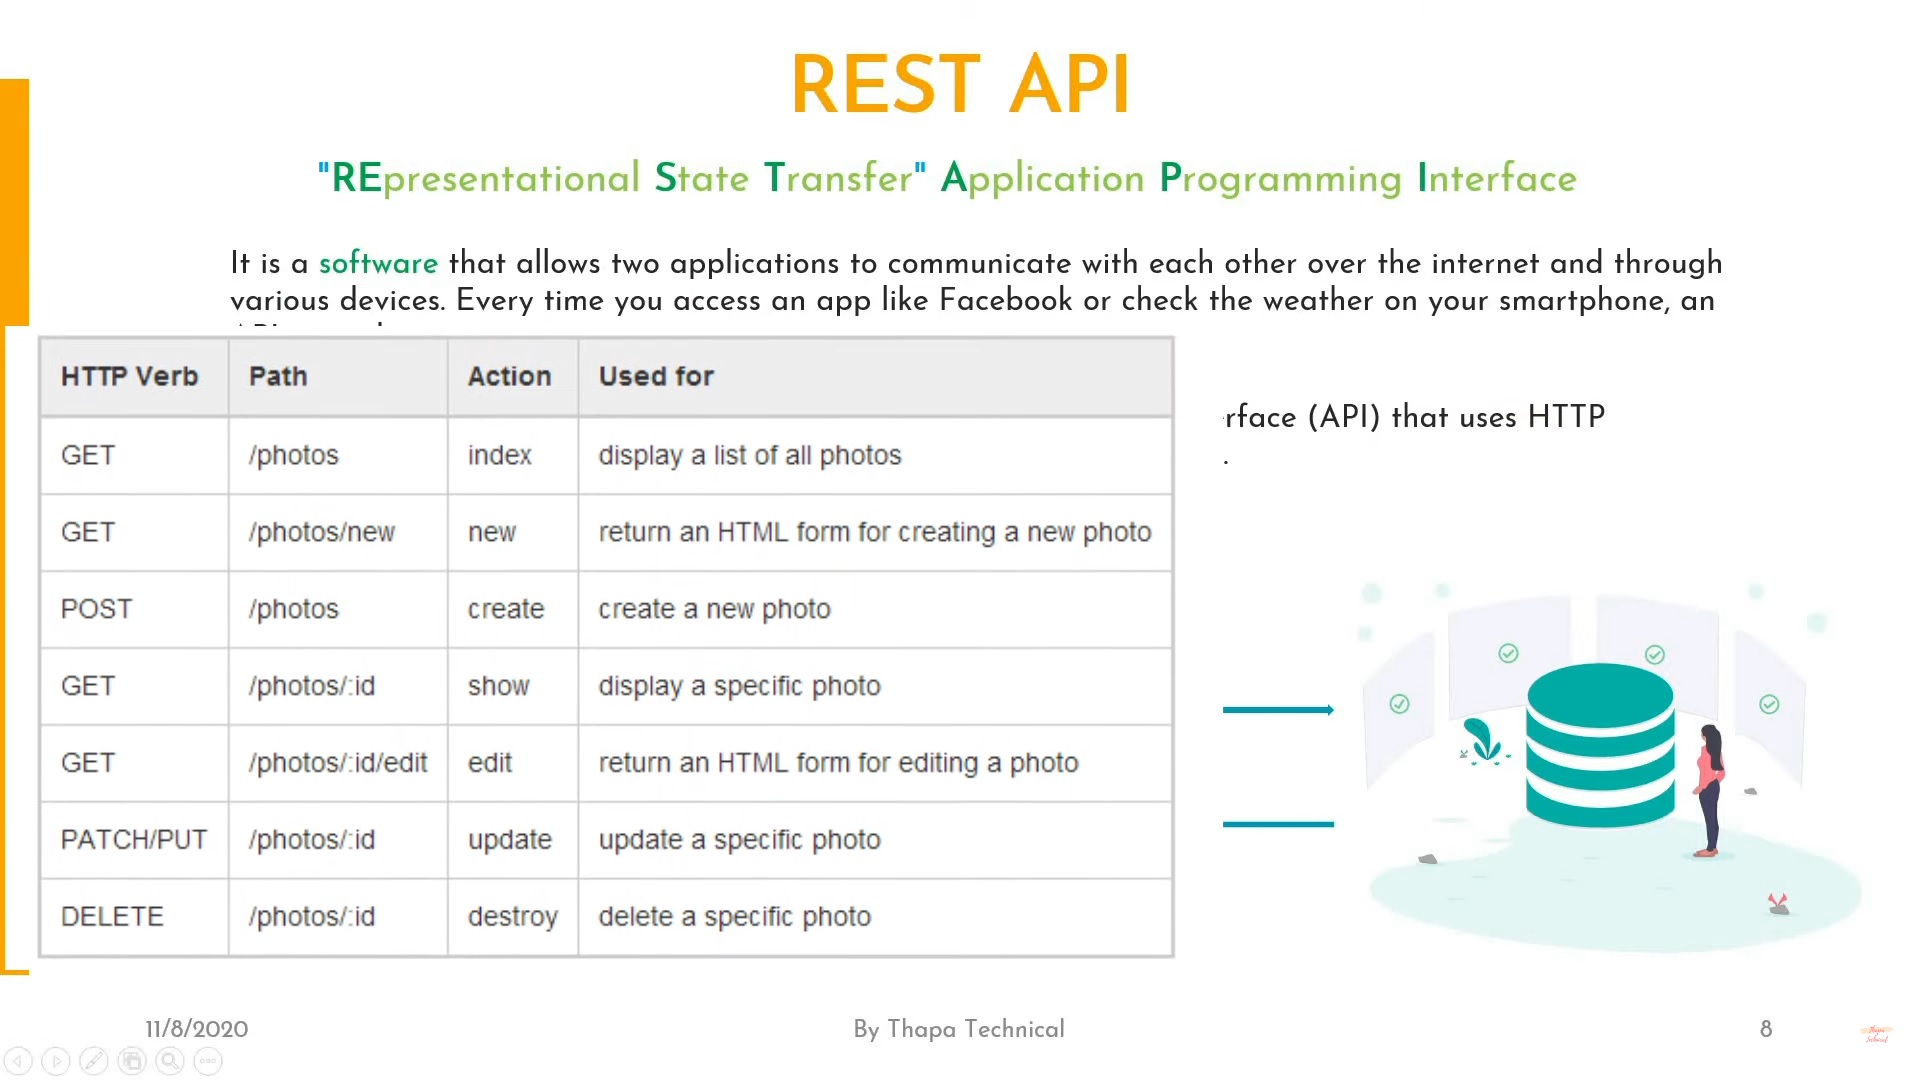 REST API
"REpresentational State Transfer" Application Programming Interface
It is a software that allows two applications to communicate with each other over the internet and through
various devices. Every time you access an app like Facebook or check the weather on your smartphone, an
HTTP Verb Path Action Used for
rface (API) that uses HTTP
.
GET /photos index display a list of all photos
GET /photos/new new return an HTML form for creating a new photo
POST /photos create create a new photo
GET /photos/:id show display a specific photo
GET /photos/:id/edit edit return an HTML form for editing a photo
PATCH/PUT /photos/:id update update a specific photo
DELETE /photos/:id destroy delete a specific photo
11/8/2020 By Thapa Technical 8